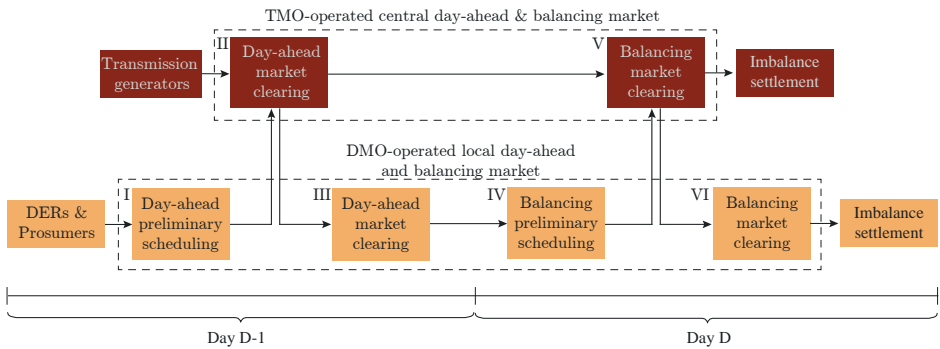 TMO-operated central day-ahead & balancing market
Transmission
generators
II
Day-ahead
market
clearing
V
Balancing
market
clearing
Imbalance
settlement
DMO-operated local day-ahead
and balancing market
DERs &
Prosumers
I
Day-ahead
preliminary
scheduling
III
Day-ahead
market
clearing
IV
Balancing
preliminary
scheduling
VI
Balancing
market
clearing
Imbalance
settlement
Day D-1
Day D